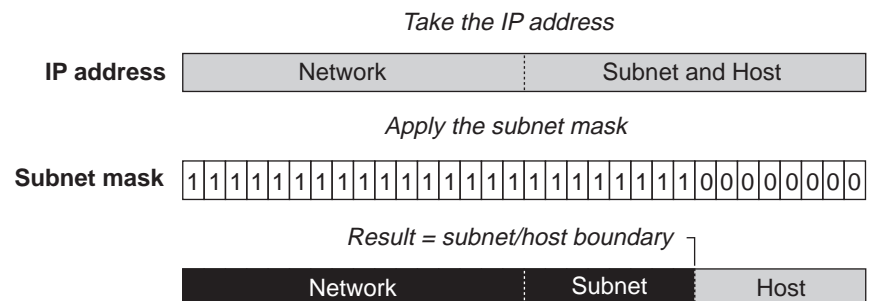 Take the IP address
IP address Network Subnet and Host
Apply the subnet mask
Subnet mask 1 1 1 1 1 1 1 1 1 1 1 1 1 1 1 1 1 1 1 1 1 1 1 1 0 0 0 0 0 0 0 0
Result = subnet/host boundary
Network Subnet Host